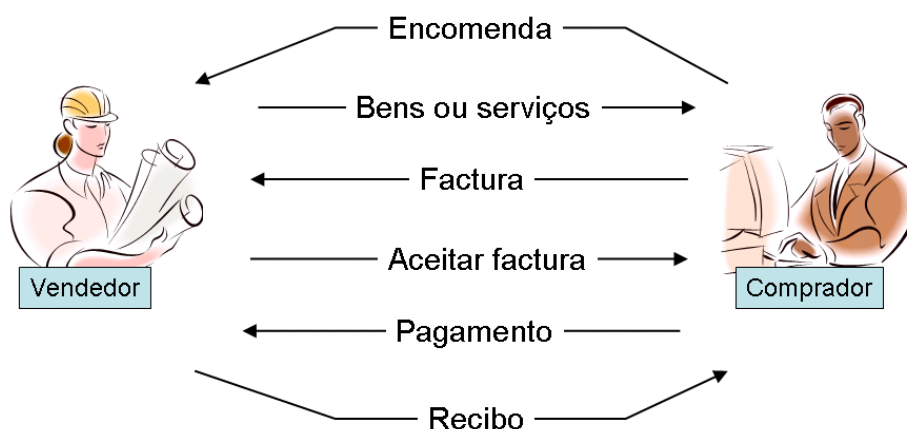 Encomenda
Bens ou serviços
Factura
Aceitar factura
Vendedor
Comprador
Pagamento
Recibo